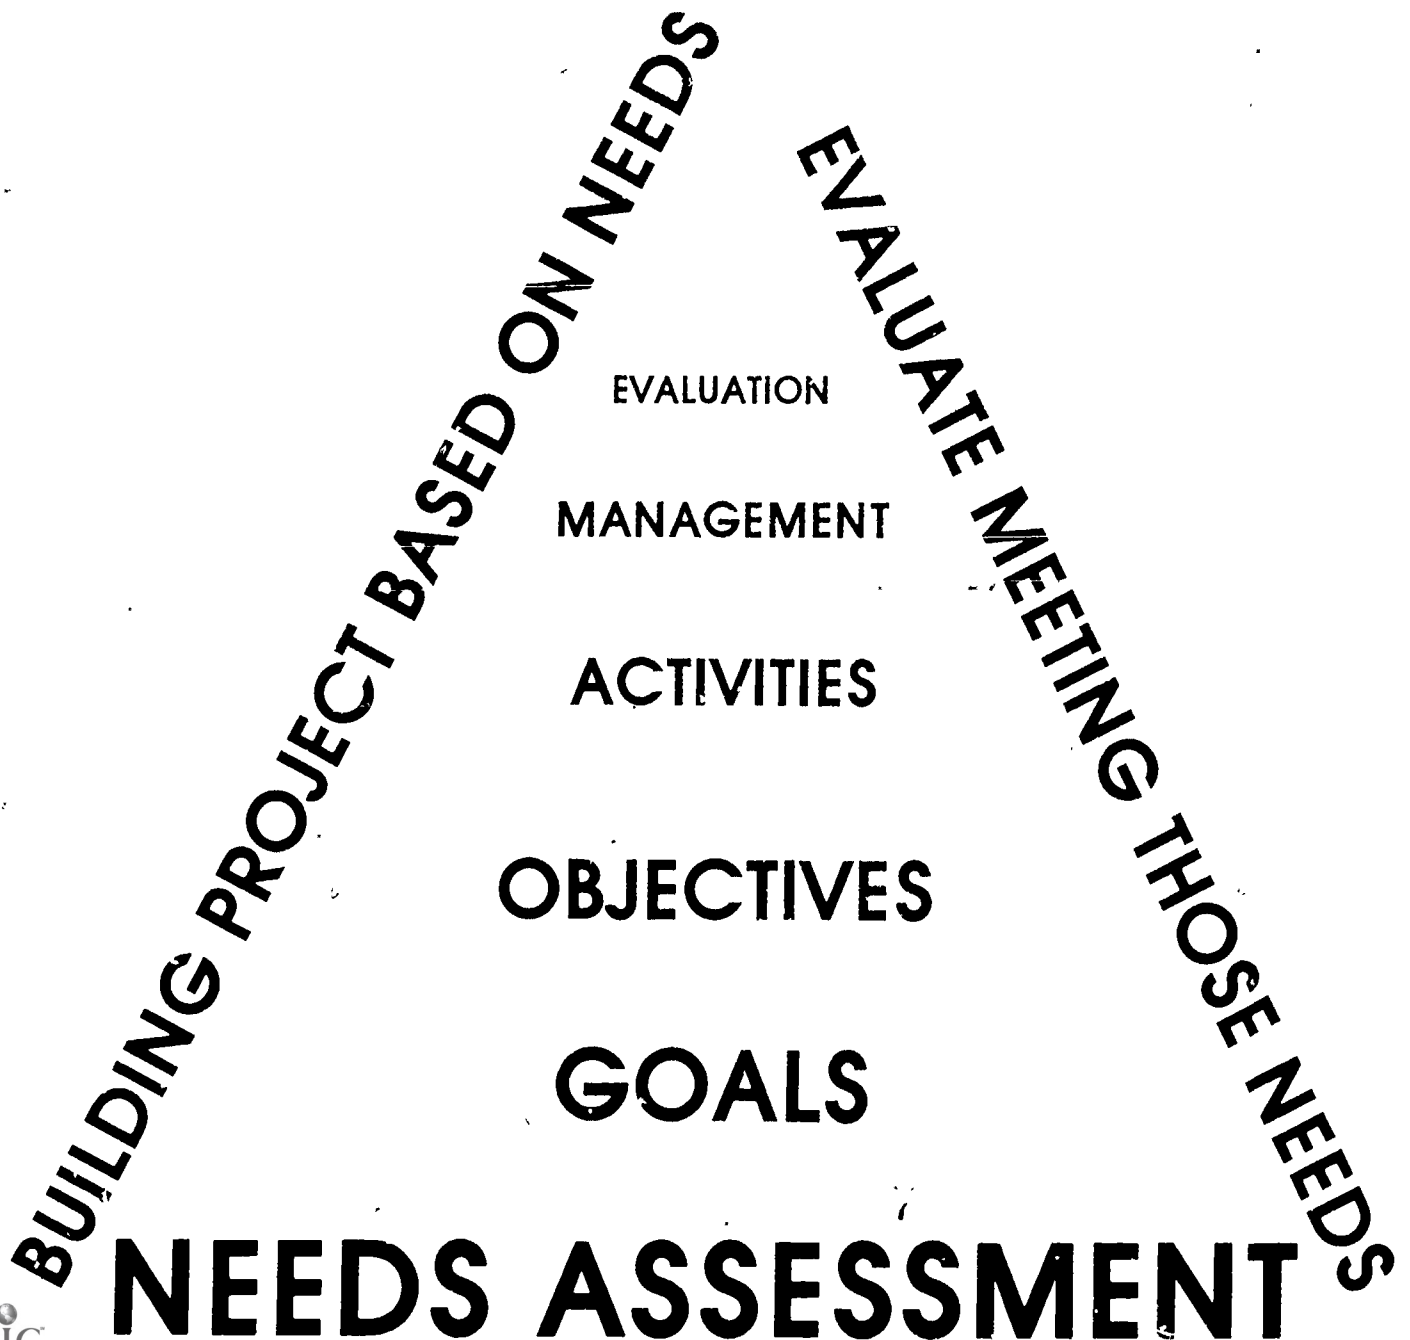 BUILDING PROJECT BASED ON NEEDS
EVALUATE MEETING THOSE NEEDS
EVALUATION
MANAGEMENT
ACTIVITIES
OBJECTIVES
GOALS
NEEDS ASSESSMENT